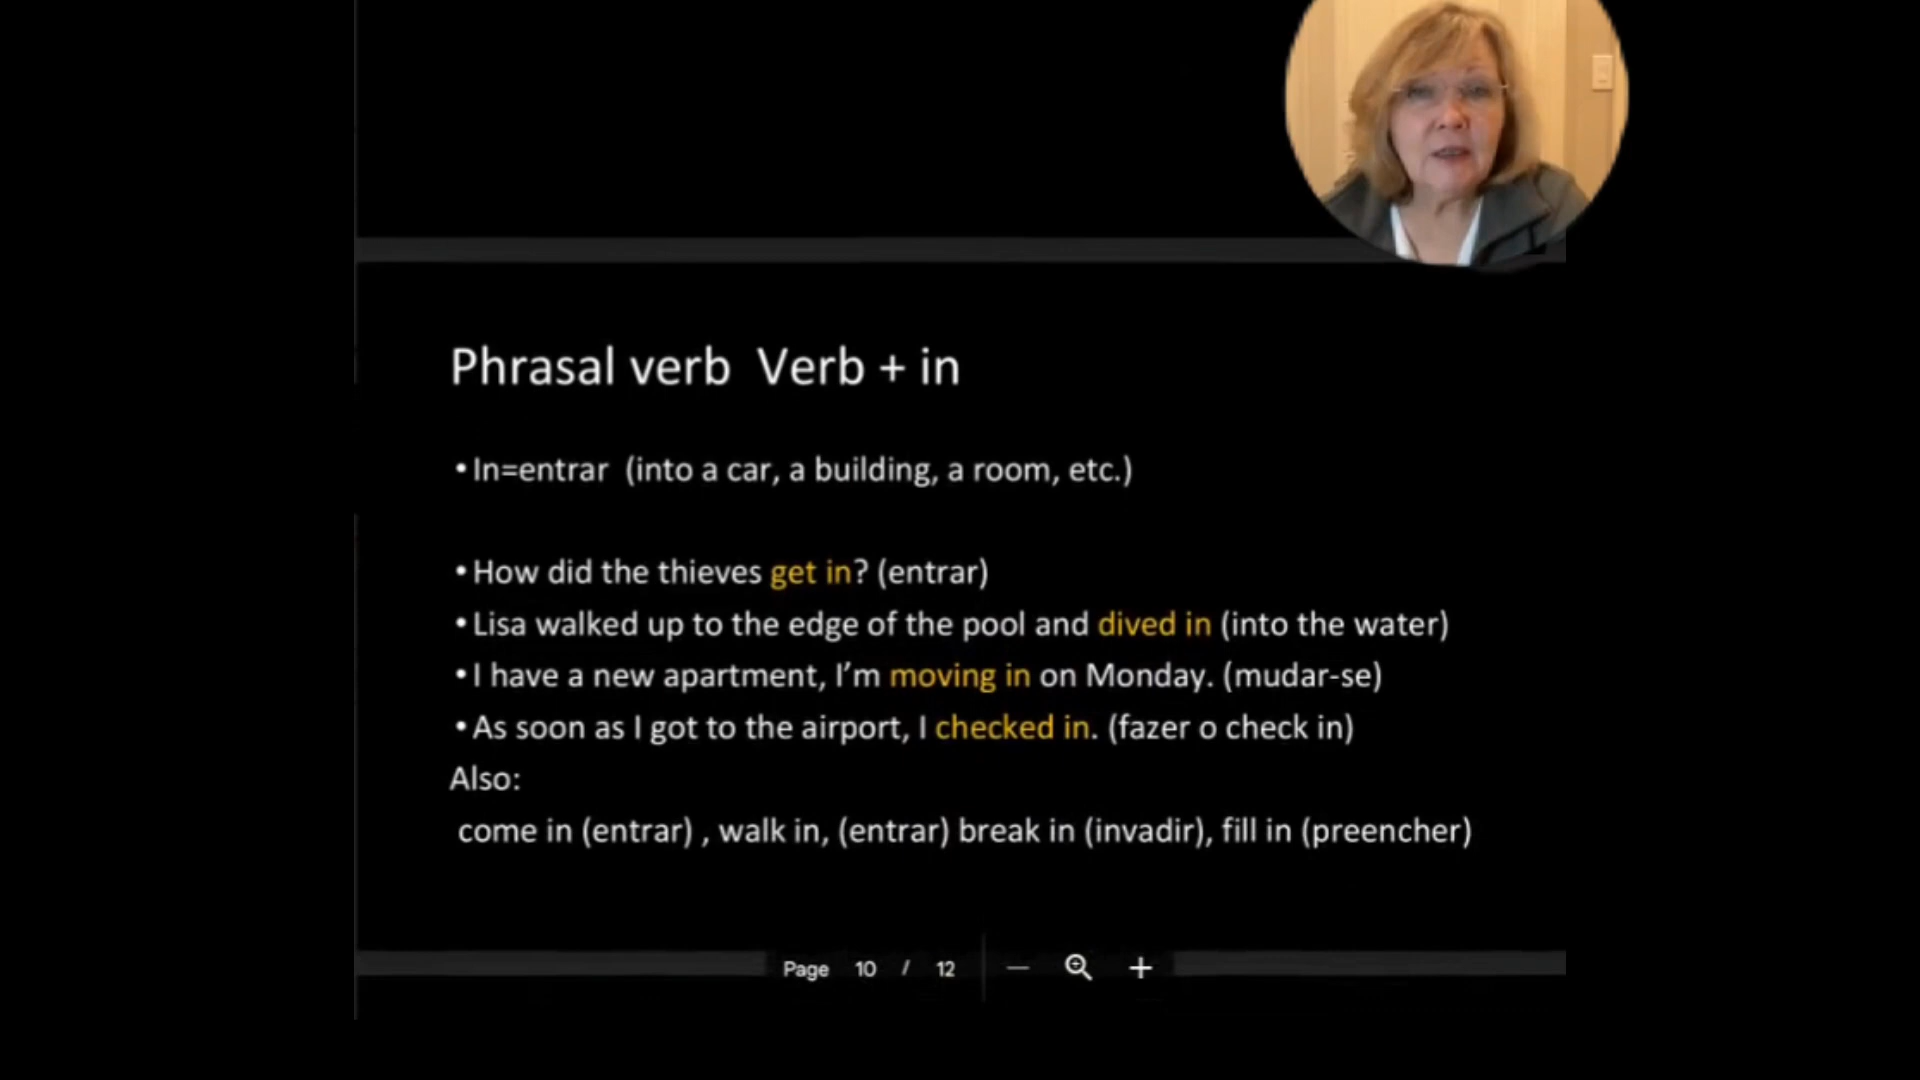 Phrasal verb Verb + in
•In=entrar (into a car, a building, a room, etc.)
•How did the thieves get in? (entrar)
•Lisa walked up to the edge of the pool and dived in (into the water)
•I have a new apartment, I’m moving in on Monday. (mudar-se)
•As soon as I got to the airport, I checked in. (fazer o check in)
Also:
come in (entrar) , walk in, (entrar) break in (invadir), fill in (preencher)
Page 10 / 12